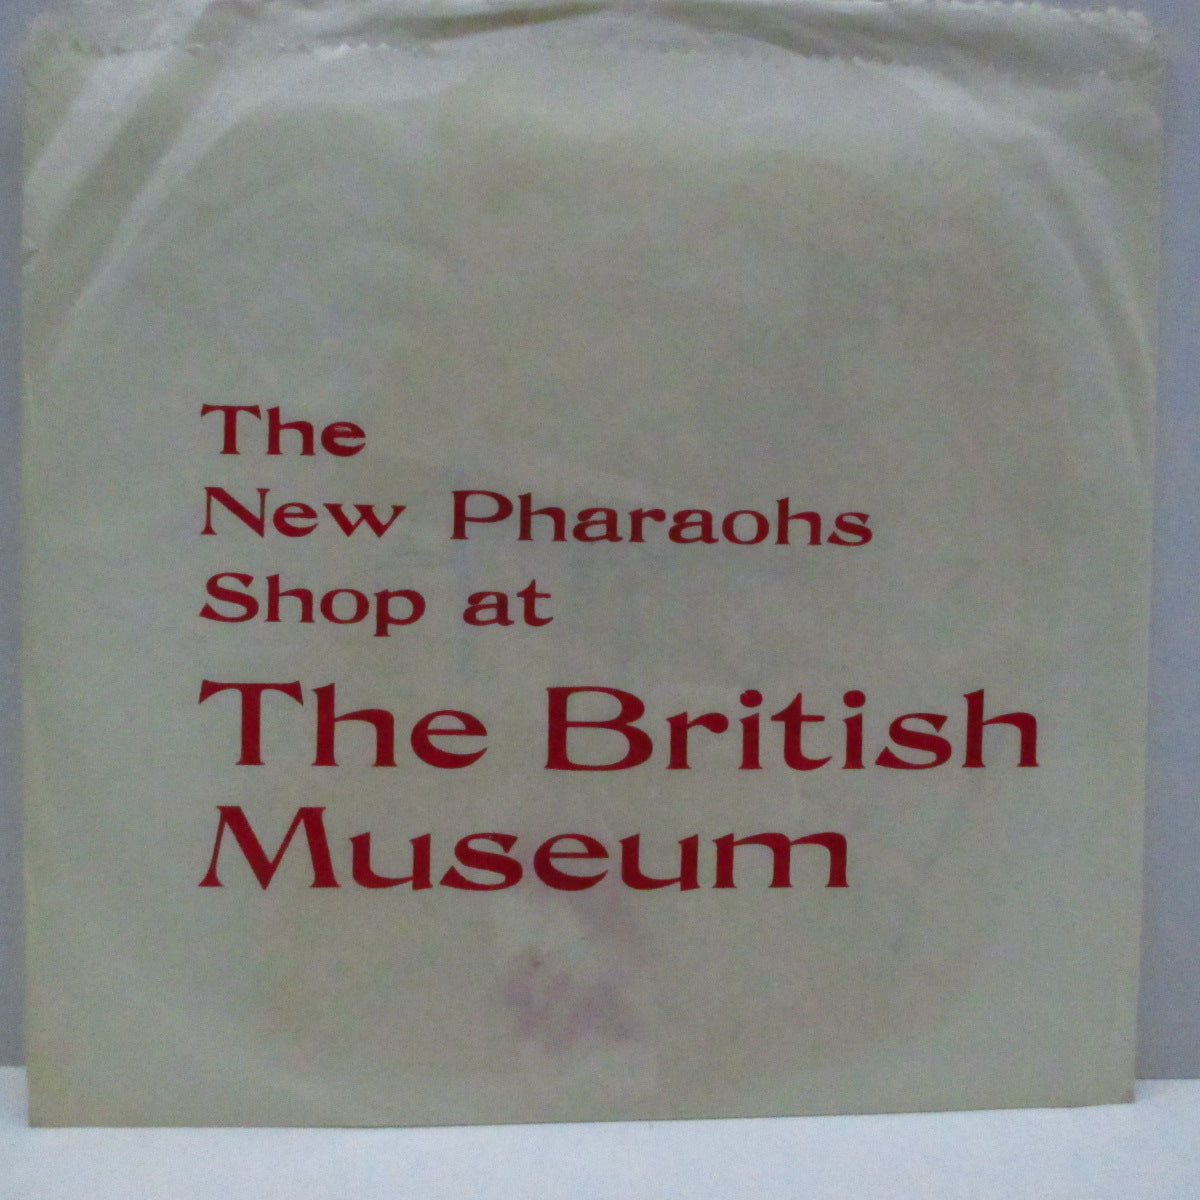 The
New Pharaohs
Shop at
The British
Museum